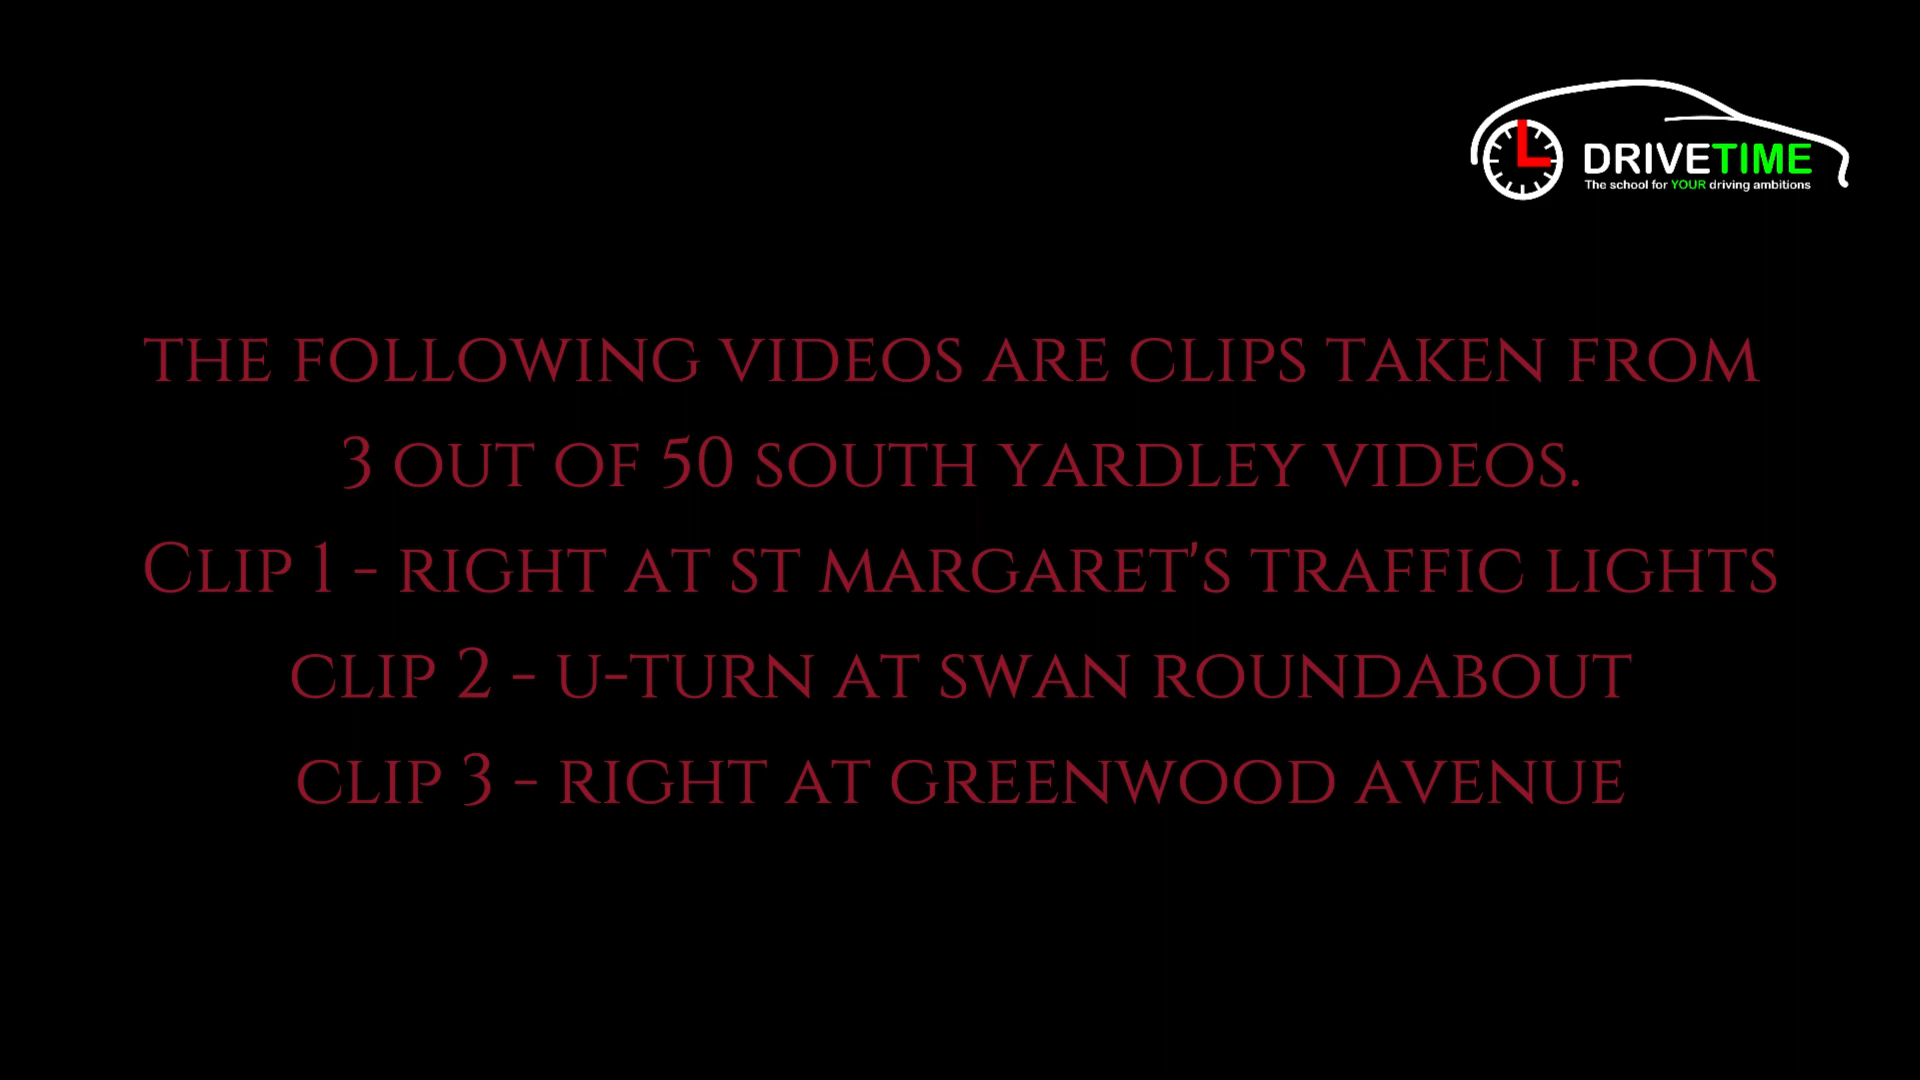 DRIVETIME
The school for YOUR driving ambitions
THE FOLLOWING VIDEOS ARE CLIPS TAKEN FROM
3 OUT OF 50 SOUTH YARDLEY VIDEOS.
CLIP 1 - RIGHT AT ST MARGARET'S TRAFFIC LIGHTS
CLIP 2 - U-TURN AT SWAN ROUNDABOUT
CLIP 3 - RIGHT AT GREENWOOD AVENUE